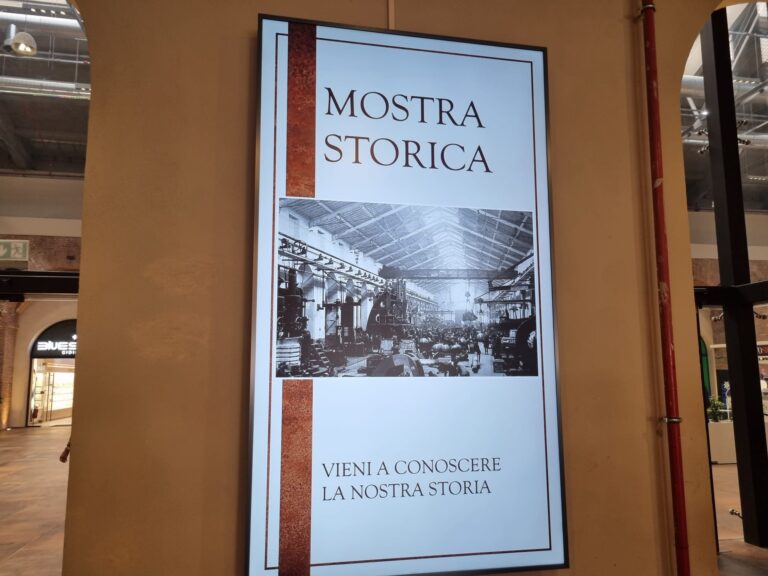 MOSTRA
STORICA
VIENI A CONOSCERE
LA NOSTRA STORIA